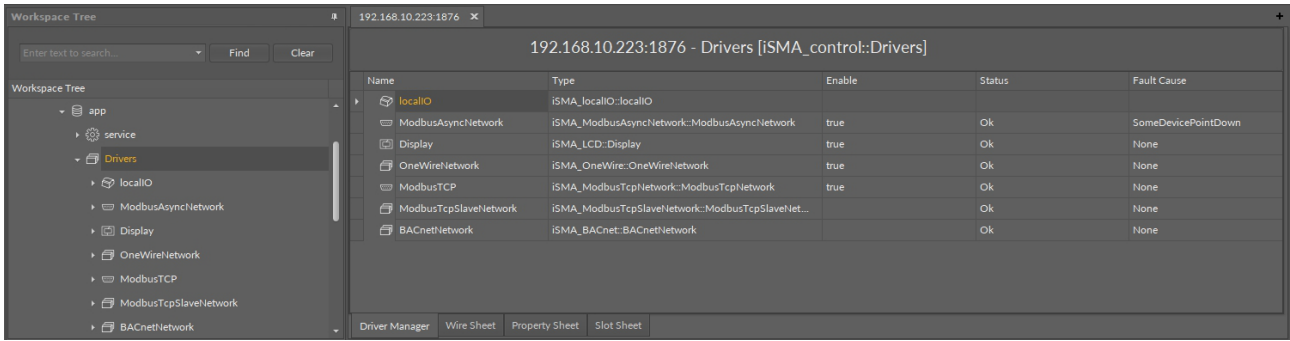 Workspace Tree
Enter text to search...
Find
Clear
Workspace Tree
app
service
Drivers
localIO
ModbusAsyncNetwork
Display
OneWireNetwork
ModbusTCP
ModbusTcpSlaveNetwork
BACnetNetwork
192.168.10.223:1876
192.168.10.223:1876 - Drivers [iSMA_control::Drivers]
Name Type Enable Status Fault Cause
localIO iSMA_localIO::localIO
ModbusAsyncNetwork iSMA_ModbusAsyncNetwork::ModbusAsyncNetwork true Ok SomeDevicePointDown
Display iSMA_LCD::Display true Ok None
OneWireNetwork iSMA_OneWire::OneWireNetwork true Ok None
ModbusTCP iSMA_ModbusTcpNetwork::ModbusTcpNetwork true Ok None
ModbusTcpSlaveNetwork iSMA_ModbusTcpSlaveNetwork::ModbusTcpSlaveNet... Ok None
BACnetNetwork iSMA_BACnet::BACnetNetwork Ok None
Driver Manager Wire Sheet Property Sheet Slot Sheet